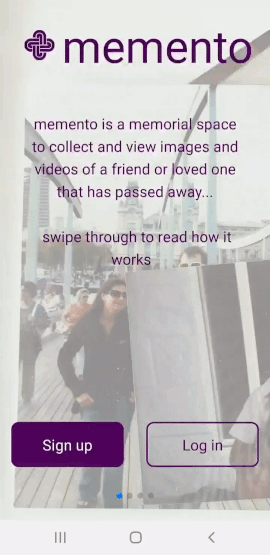 memento
memento is a memorial space
to collect and view images and
videos of a friend or loved one
that has passed away...
swipe through to read how it
works
Sign up
Log in